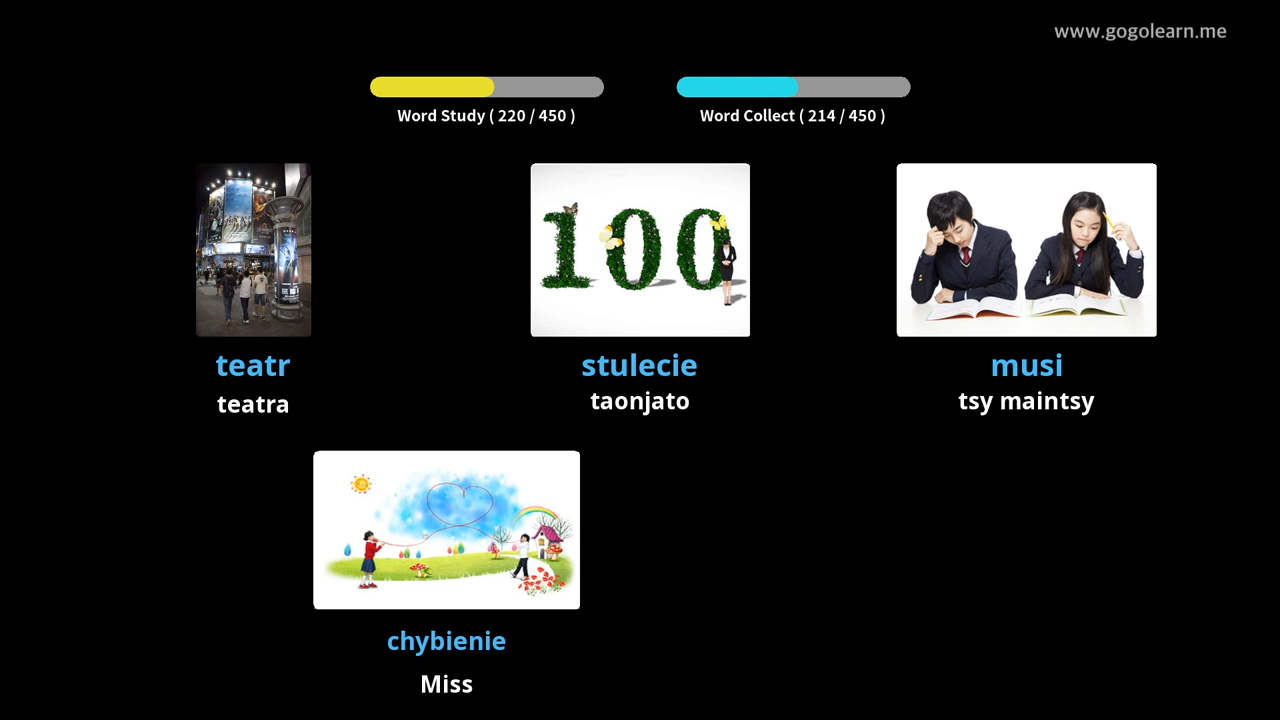 www.gogolearn.me
Word Study ( 220 / 450 )
Word Collect ( 214 / 450 )
teatr
teatra
stulecie
taonjato
musi
tsy maintsy
chybienie
Miss